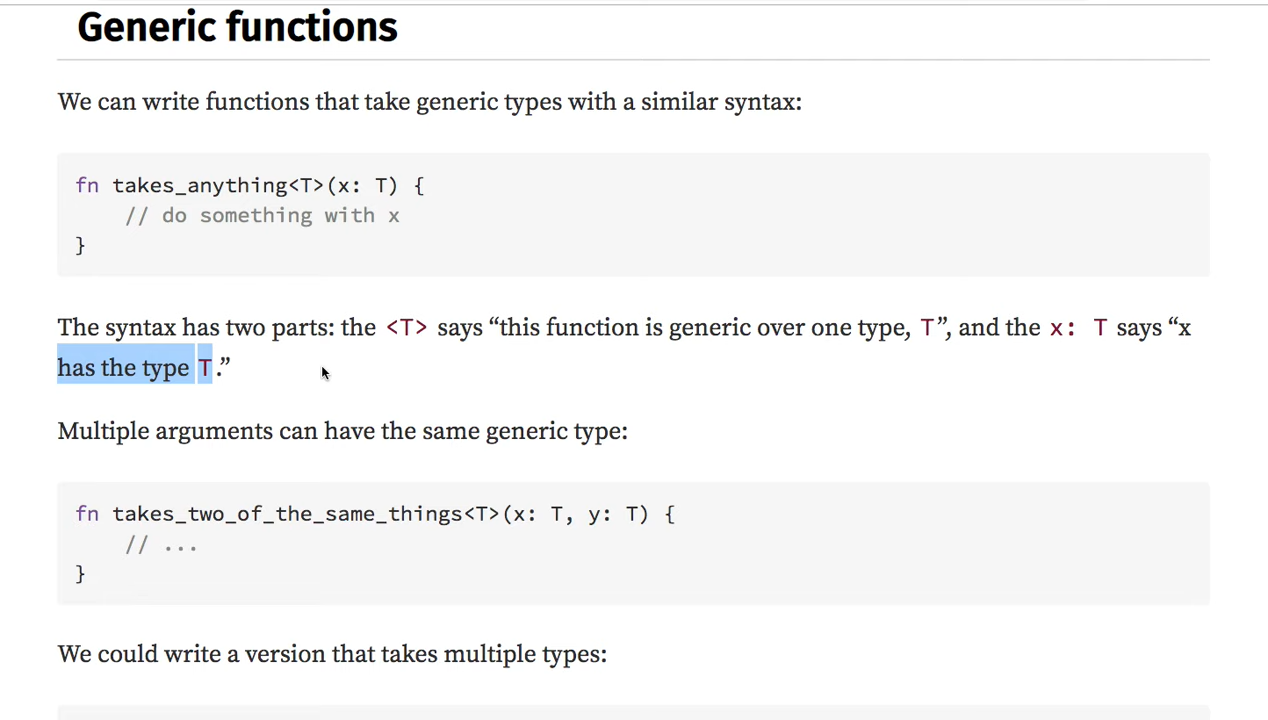 Generic functions
We can write functions that take generic types with a similar syntax:
fn takes_anything<T>(x: T) {
    // do something with x
}
The syntax has two parts: the <T> says “this function is generic over one type, T”, and the x: T says “x
has the type T.”
Multiple arguments can have the same generic type:
fn takes_two_of_the_same_things<T>(x: T, y: T) {
    // ...
}
We could write a version that takes multiple types: